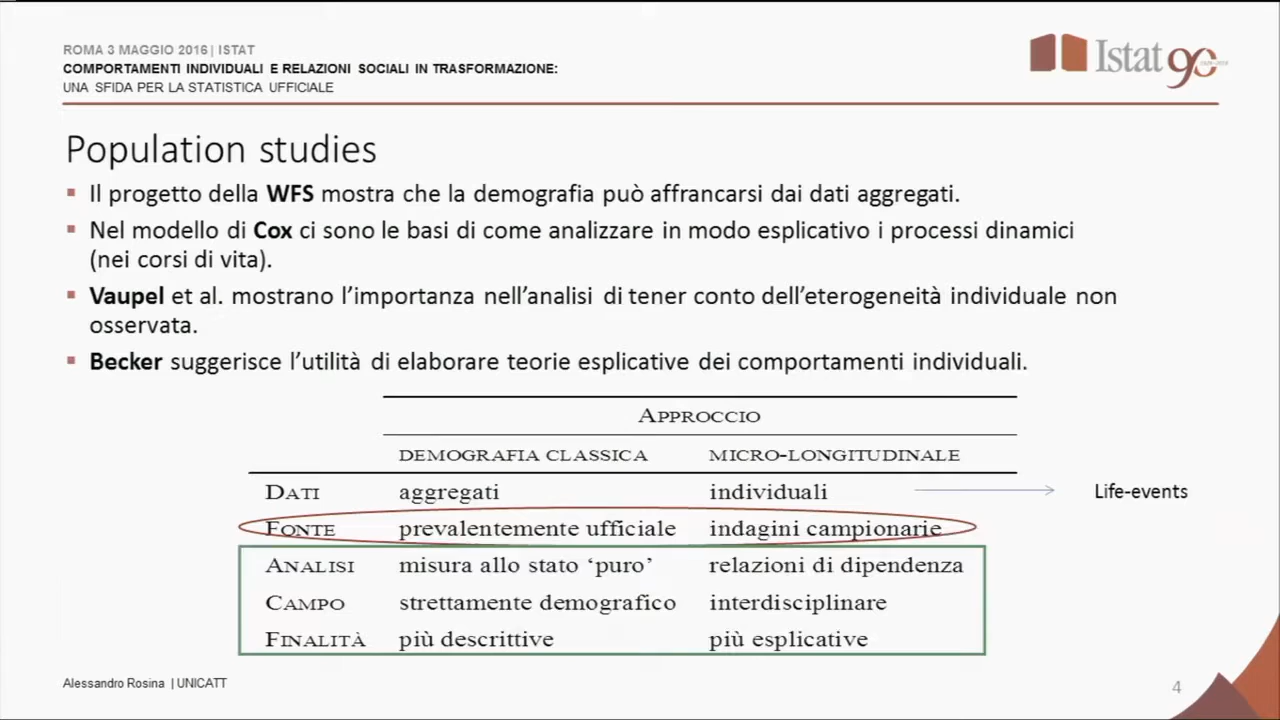 ROMA 3 MAGGIO 2016| ISTAT
COMPORTAMENTI INDIVIDUALI E RELAZIONI SOCIALI IN TRASFORMAZIONE:
UNA SFIDA PER LA STATISTICA UFFICIALE
Istat 90
Population studies
▪ Il progetto della WFS mostra che la demografia può affrancarsi dai dati aggregati.
▪ Nel modello di Cox ci sono le basi di come analizzare in modo esplicativo i processi dinamici
(nei corsi di vita).
▪ Vaupel et al. mostrano l'importanza nell'analisi di tener conto dell'eterogeneità individuale non
osservata.
▪ Becker suggerisce l'utilità di elaborare teorie esplicative dei comportamenti individuali.
APPROCCIO
DEMOGRAFIA CLASSICA MICRO-LONGITUDINALE
DATI aggregati individuali Life-events
FONTE prevalentemente ufficiale indagini campionarie
ANALISI misura allo stato 'puro' relazioni di dipendenza
CAMPO strettamente demografico interdisciplinare
FINALITÀ più descrittive più esplicative
Alessandro Rosina | UNICATT
4